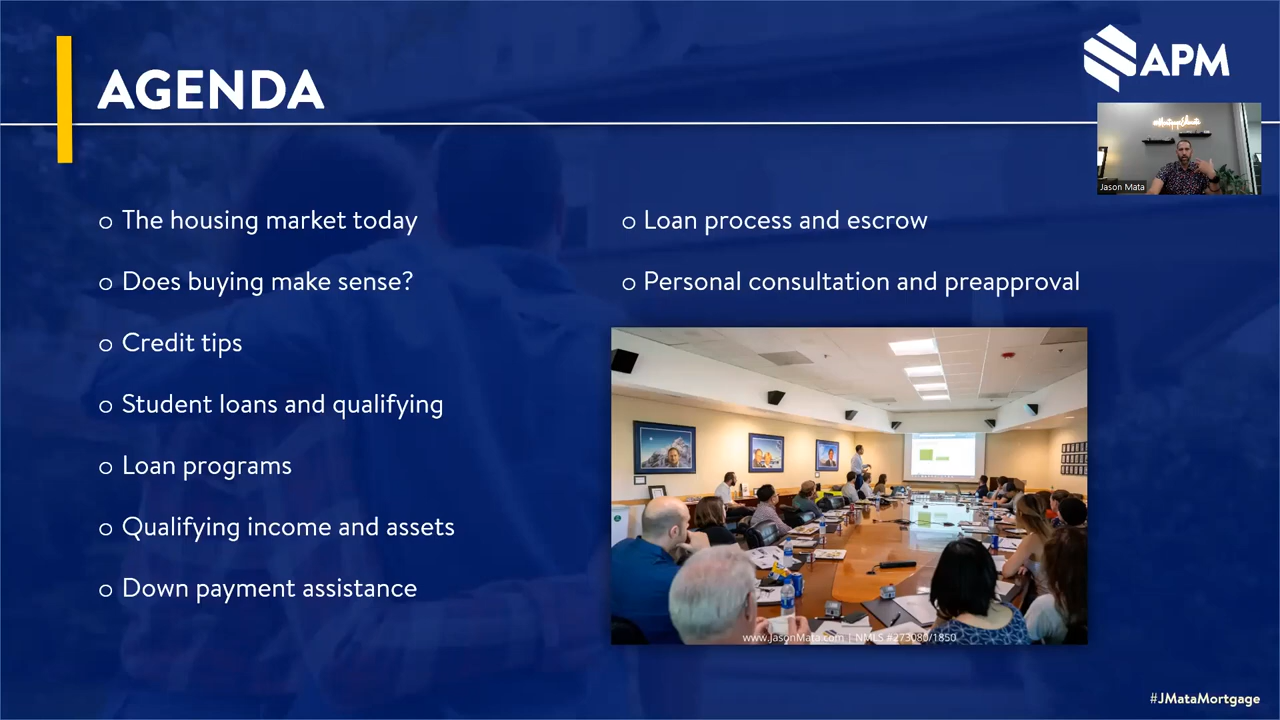 AGENDA
APM
Jason Mata
The housing market today
Does buying make sense?
Credit tips
Student loans and qualifying
Loan programs
Qualifying income and assets
Down payment assistance
Loan process and escrow
Personal consultation and preapproval
www.JasonMata.com | NMLS #273080/1850
#JMataMortgage